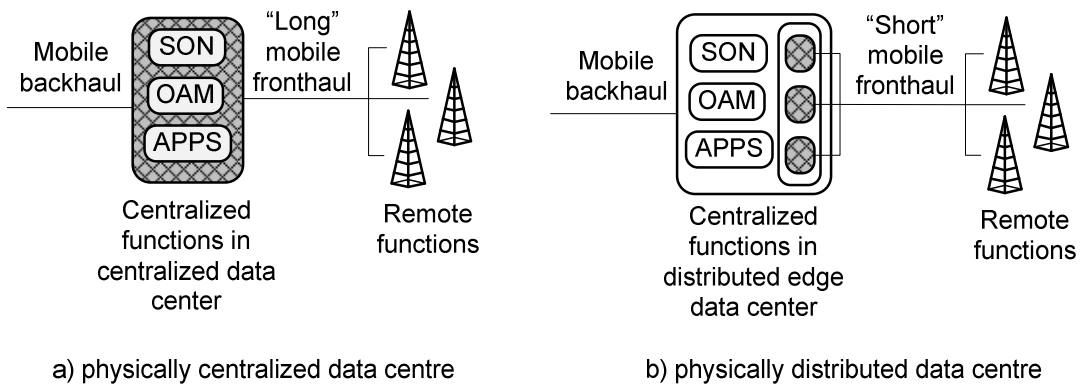 Mobile
backhaul
SON
OAM
APPS
“Long”
mobile
fronthaul
Centralized
functions in
centralized data
center
Remote
functions
a) physically centralized data centre
Mobile
backhaul
SON
OAM
APPS
“Short”
mobile
fronthaul
Centralized
functions in
distributed edge
data center
Remote
functions
b) physically distributed data centre